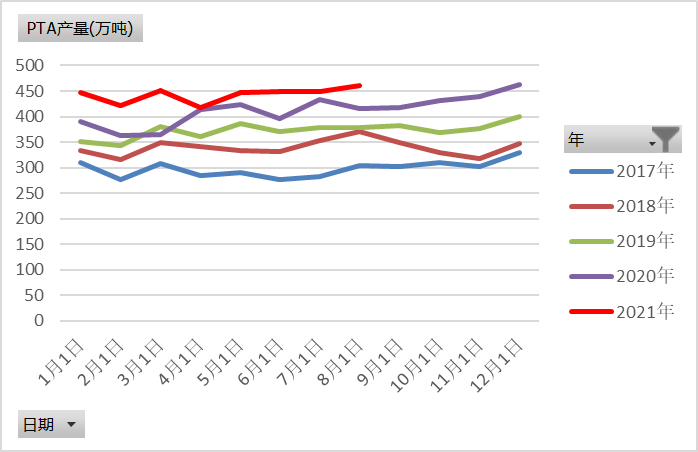 PTA产量(万吨)
500
450
400
350
300
250
200
150
100
50
0
1月1日
2月1日
3月1日
4月1日
5月1日
6月1日
7月1日
8月1日
9月1日
10月1日
11月1日
12月1日
年
2017年
2018年
2019年
2020年
2021年
日期